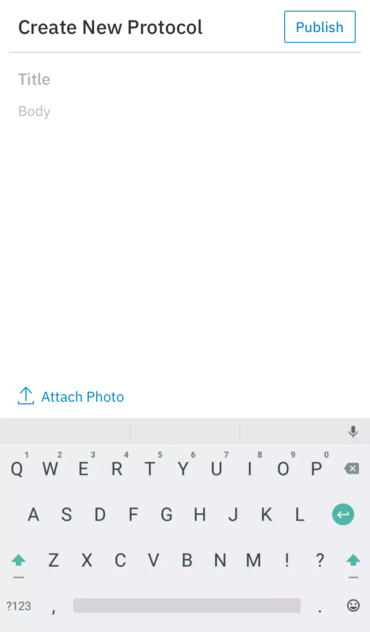 Create New Protocol
Publish
Title
Body
Attach Photo
1 2 3 4 5 6 7 8 9 0
Q W E R T Y U I O P
A S D F G H J K L
Z X C V B N M ! ?
?123 , .